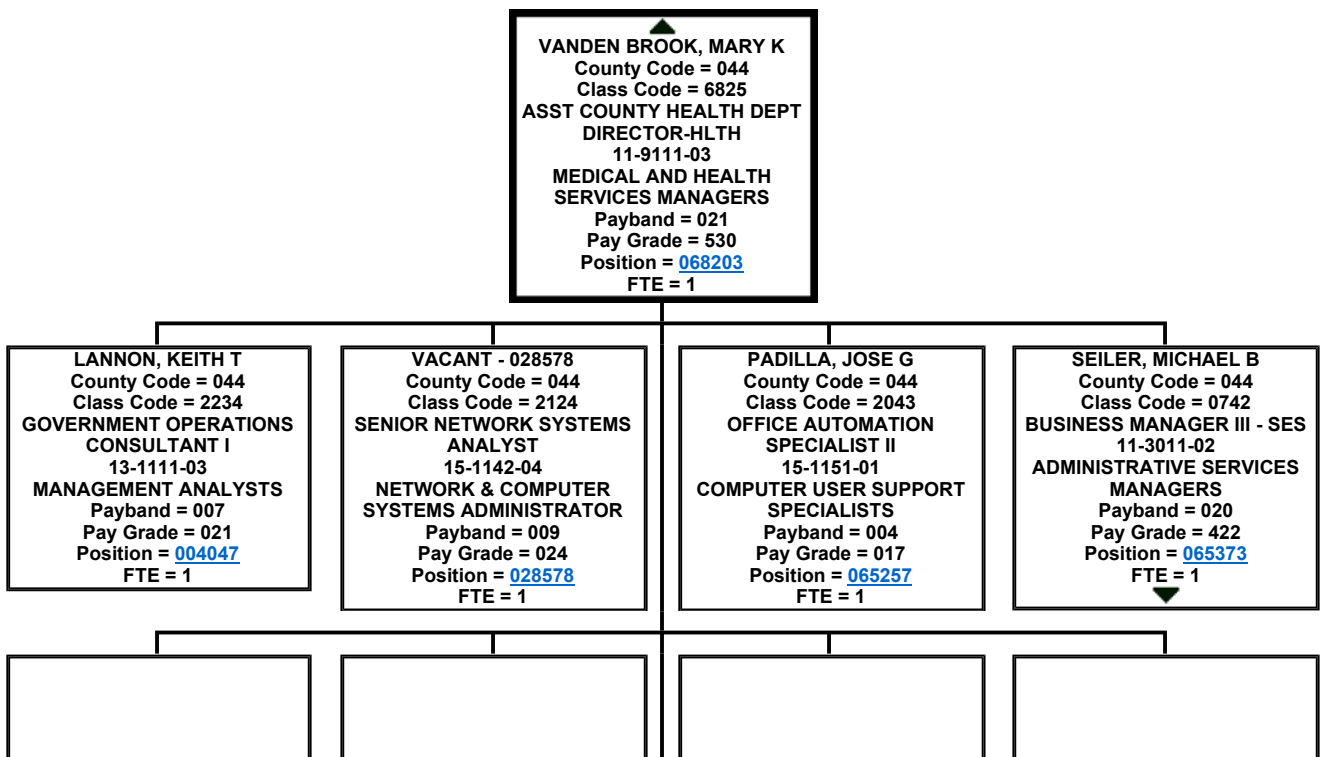 VANDEN BROOK, MARY K
County Code = 044
Class Code = 6825
ASST COUNTY HEALTH DEPT
DIRECTOR-HLTH
11-9111-03
MEDICAL AND HEALTH
SERVICES MANAGERS
Payband = 021
Pay Grade = 530
Position = 068203
FTE = 1
LANNON, KEITH T
County Code = 044
Class Code = 2234
GOVERNMENT OPERATIONS
CONSULTANT I
13-1111-03
MANAGEMENT ANALYSTS
Payband = 007
Pay Grade = 021
Position = 004047
FTE = 1
VACANT - 028578
County Code = 044
Class Code = 2124
SENIOR NETWORK SYSTEMS
ANALYST
15-1142-04
NETWORK & COMPUTER
SYSTEMS ADMINISTRATOR
Payband = 009
Pay Grade = 024
Position = 028578
FTE = 1
PADILLA, JOSE G
County Code = 044
Class Code = 2043
OFFICE AUTOMATION
SPECIALIST II
15-1151-01
COMPUTER USER SUPPORT
SPECIALISTS
Payband = 004
Pay Grade = 017
Position = 065257
FTE = 1
SEILER, MICHAEL B
County Code = 044
Class Code = 0742
BUSINESS MANAGER III - SES
11-3011-02
ADMINISTRATIVE SERVICES
MANAGERS
Payband = 020
Pay Grade = 422
Position = 065373
FTE = 1